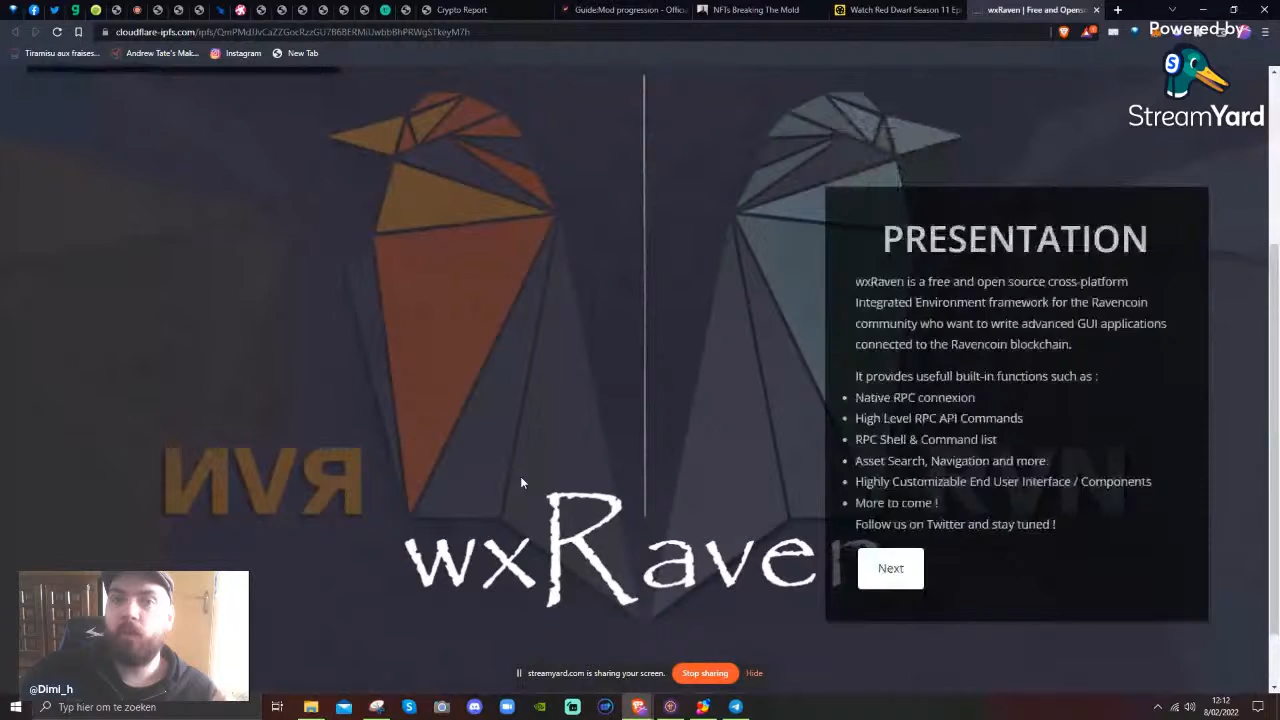 Crypto Report
Guide:Mod progression - Offici
NFTs Breaking The Mold
Watch Red Dwarf Season 11 Ep
wxRaven | Free and Opens
cloudflare-ipfs.com/ipfs/
Tiramisu aux fraises...
Andrew Tate's Mak...
Instagram
New Tab
Powered by
StreamYard
PRESENTATION
wxRaven is a free and open source cross-platform
Integrated Environment framework for the Ravencoin
community who want to write advanced GUI applications
connected to the Ravencoin blockchain.
It provides usefull built-in functions such as :
Native RPC connexion
High Level RPC API Commands
RPC Shell & Command list
Asset Search, Navigation and more.
Highly Customizable End User Interface / Components
More to come !
Follow us on Twitter and stay tuned !
Next
RVN
RVN
wxRaven
streamyard.com is sharing your screen.
Stop sharing
Hide
@Dimi_h
Typ hier om te zoeken
12:12
8/02/2022